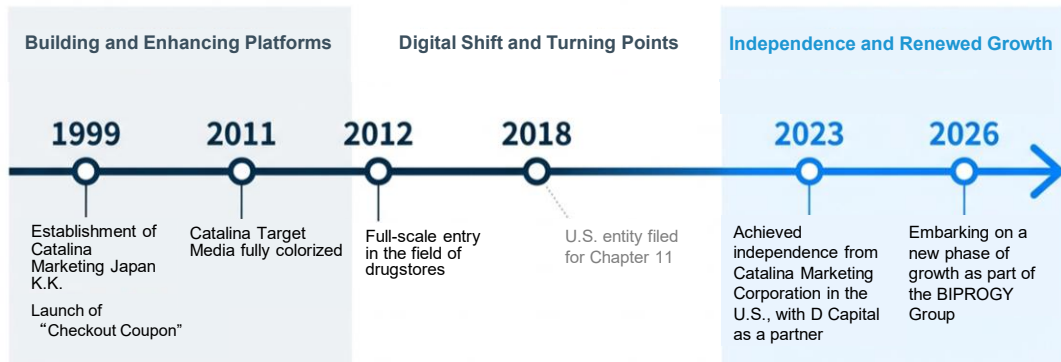 Building and Enhancing Platforms
Digital Shift and Turning Points
Independence and Renewed Growth
1999
2011
2012
2018
2023
2026
Establishment of
Catalina
Marketing Japan
K.K.
Launch of
“Checkout Coupon”
Catalina Target
Media fully colorized
Full-scale entry
in the field of
drugstores
U.S. entity filed
for Chapter 11
Achieved
independence from
Catalina Marketing
Corporation in the
U.S., with D Capital
as a partner
Embarking on a
new phase of
growth as part of
the BIPROGY
Group